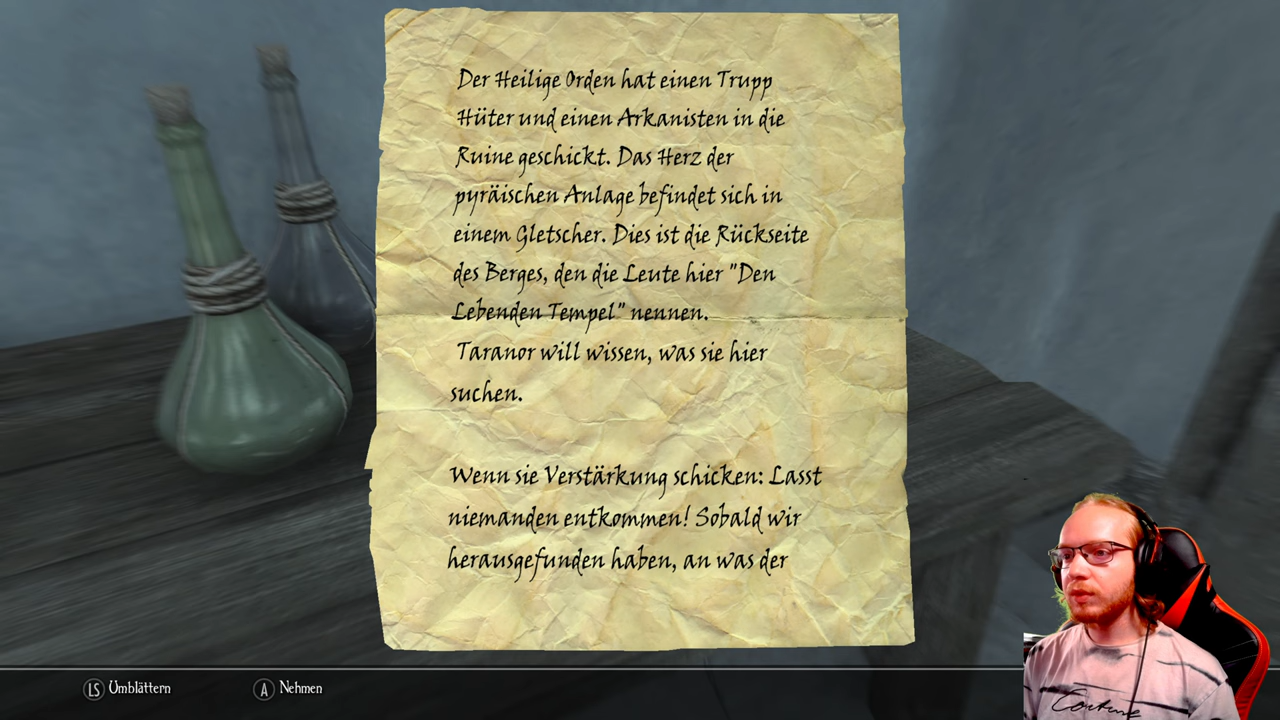 Der Heilige Orden hat einen Trupp
Hüter und einen Arkanisten in die
Ruine geschickt. Das Herz der
pyräischen Anlage befindet sich in
einem Gletscher. Dies ist die Rückseite
des Berges, den die Leute hier "Den
Lebenden Tempel" nennen.
Taranor will wissen, was sie hier
suchen.
Wenn sie Verstärkung schicken: Lasst
niemanden entkommen! Sobald wir
herausgefunden haben, an was der
LS Umblättern
A Nehmen